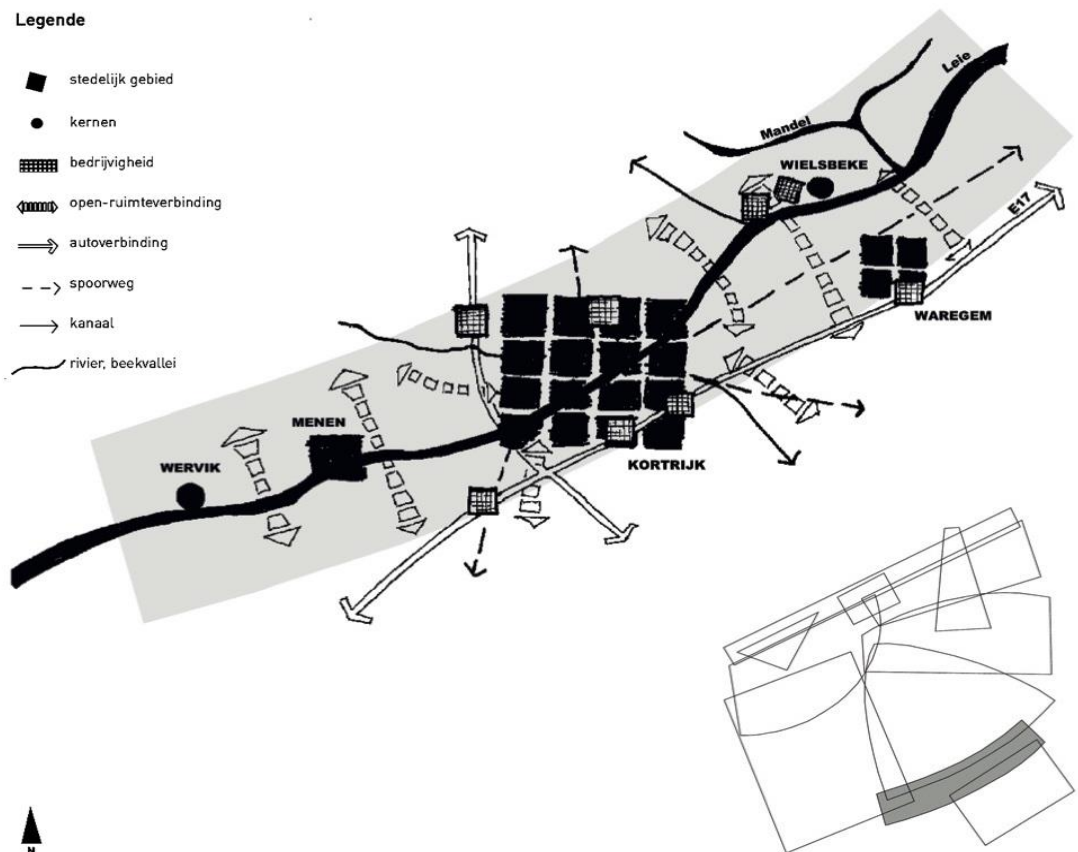 Legende
stedelijk gebied
kernen
bedrijvigheid
open-ruimteverbinding
autoverbinding
spoorweg
kanaal
rivier, beekvallei
Leie
Mandel
WIELSBEKE
E17
WAREGEM
MENEN
WERVIK
KORTRIJK
N